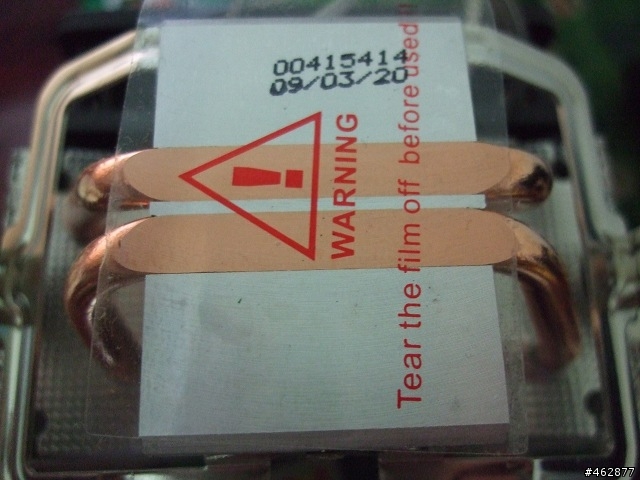 00415414
09/03/20
WARNING
Tear the film off before used
#462877